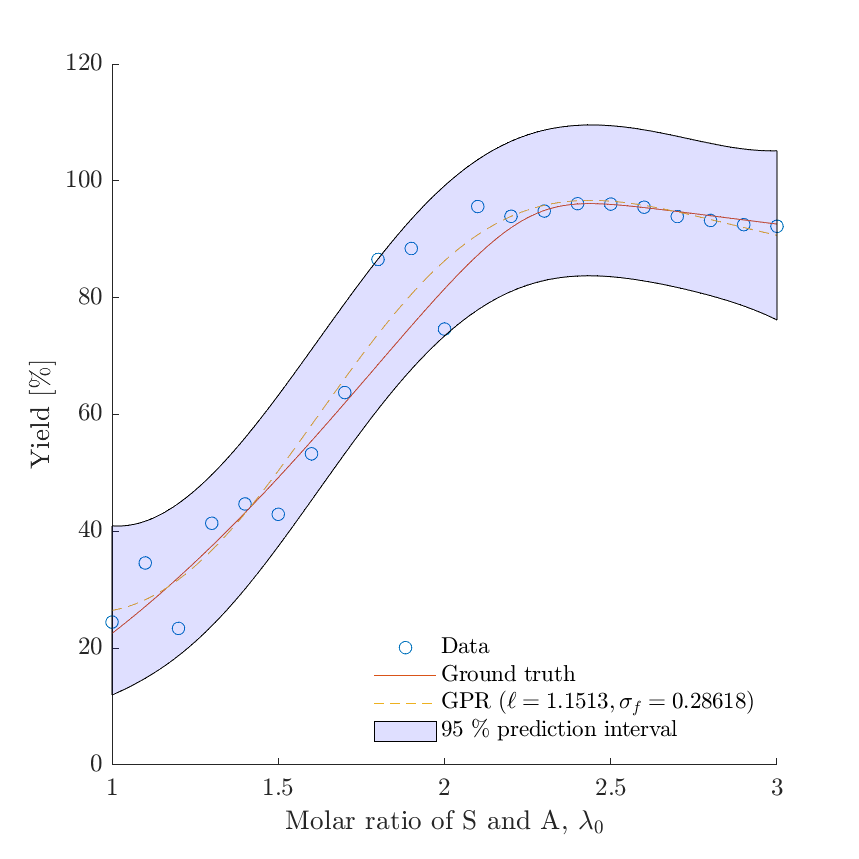 120
100
80
60
40
20
0
Yield [%]
Data
Ground truth
GPR (ℓ = 1.1513, σ_f = 0.28618)
95 % prediction interval
1 1.5 2 2.5 3
Molar ratio of S and A, λ₀